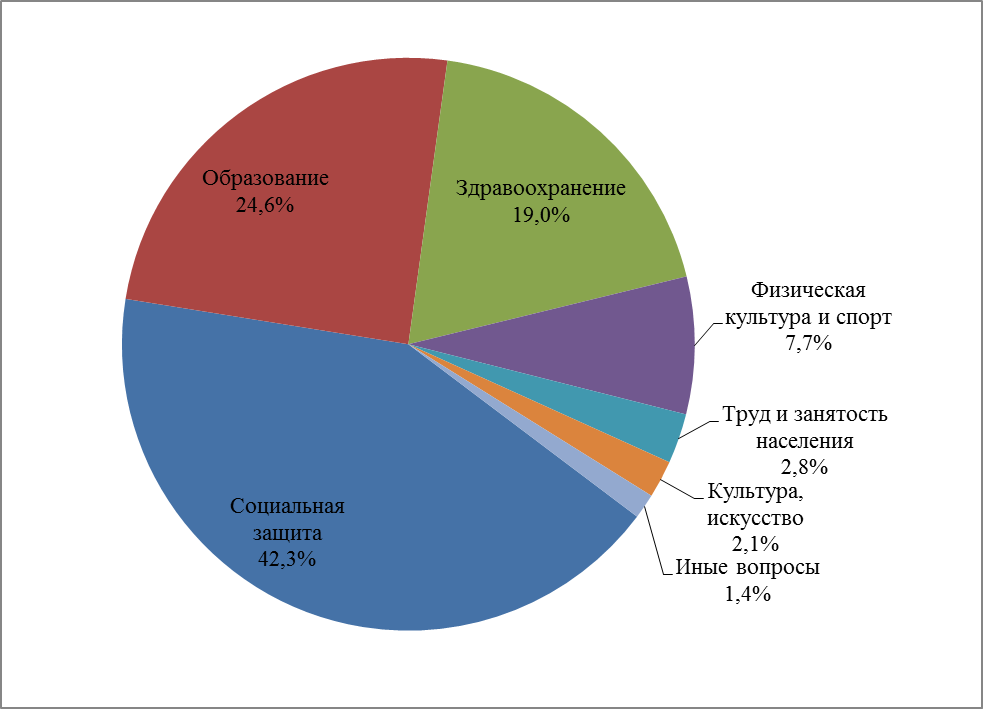 Образование
24,6%
Здравоохранение
19,0%
Физическая
культура и спорт
7,7%
Труд и занятость
населения
2,8%
Культура,
искусство
2,1%
Иные вопросы
1,4%
Социальная
защита
42,3%